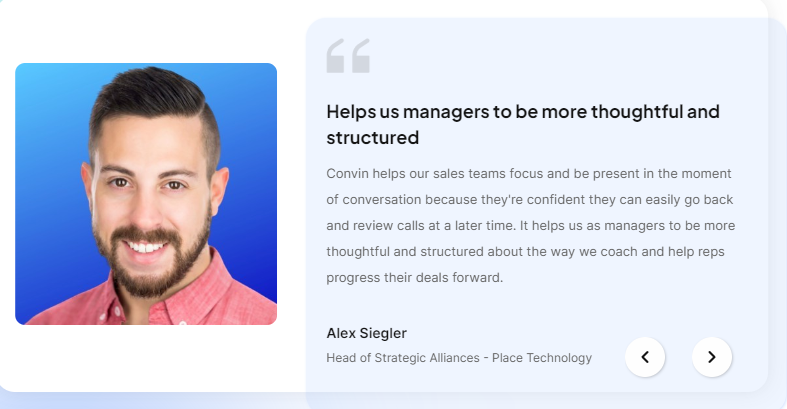 Helps us managers to be more thoughtful and
structured
Convin helps our sales teams focus and be present in the moment
of conversation because they're confident they can easily go back
and review calls at a later time. It helps us as managers to be more
thoughtful and structured about the way we coach and help reps
progress their deals forward.
Alex Siegler
Head of Strategic Alliances - Place Technology